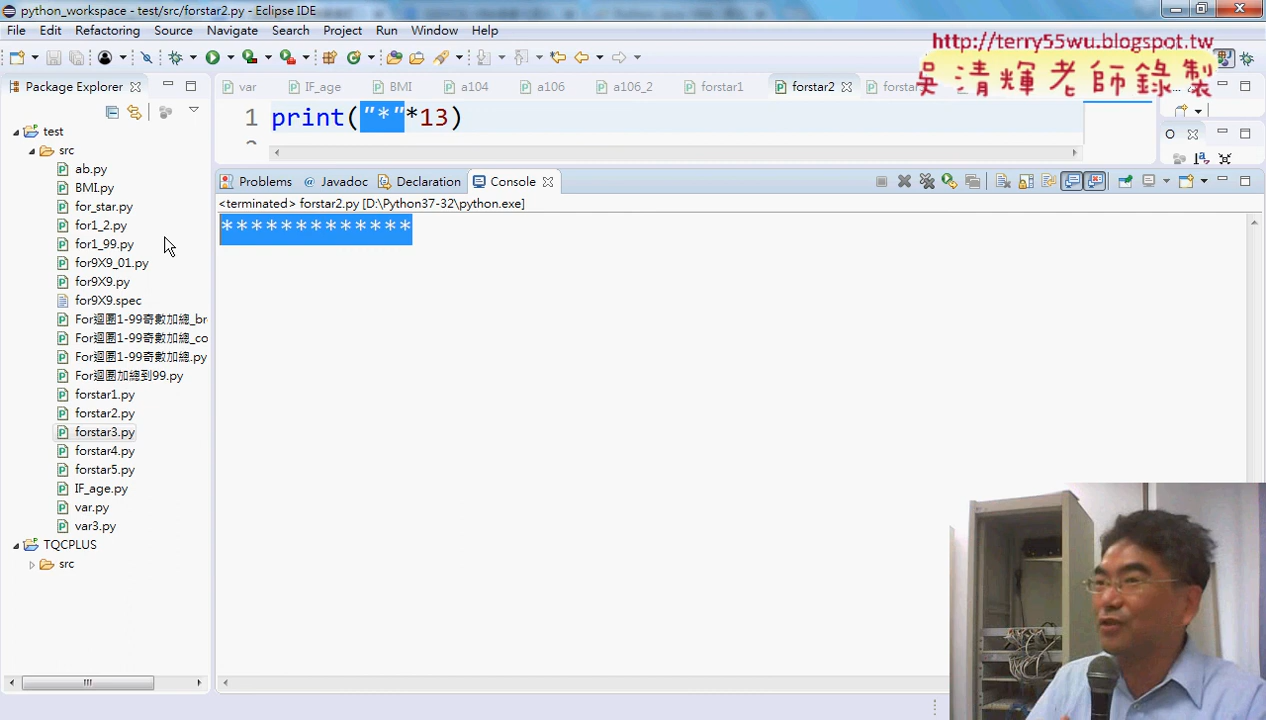 python_workspace - test/src/forstar2.py - Eclipse IDE
File Edit Refactoring Source Navigate Search Project Run Window Help
http://terry55wu.blogspot.tw
吳清輝老師錄製
Package Explorer
var IF_age BMI a104 a106 a106_2 forstar1 forstar2 forstar
1 print("*"*13)
test
src
ab.py
BMI.py
for_star.py
for1_2.py
for1_99.py
for9X9_01.py
for9X9.py
for9X9.spec
For迴圈1-99奇數加總_br
For迴圈1-99奇數加總_co
For迴圈1-99奇數加總.py
For迴圈加總到99.py
forstar1.py
forstar2.py
forstar3.py
forstar4.py
forstar5.py
IF_age.py
var.py
var3.py
TQCPLUS
src
Problems @ Javadoc Declaration Console
<terminated> forstar2.py [D:\Python37-32\python.exe]
*************